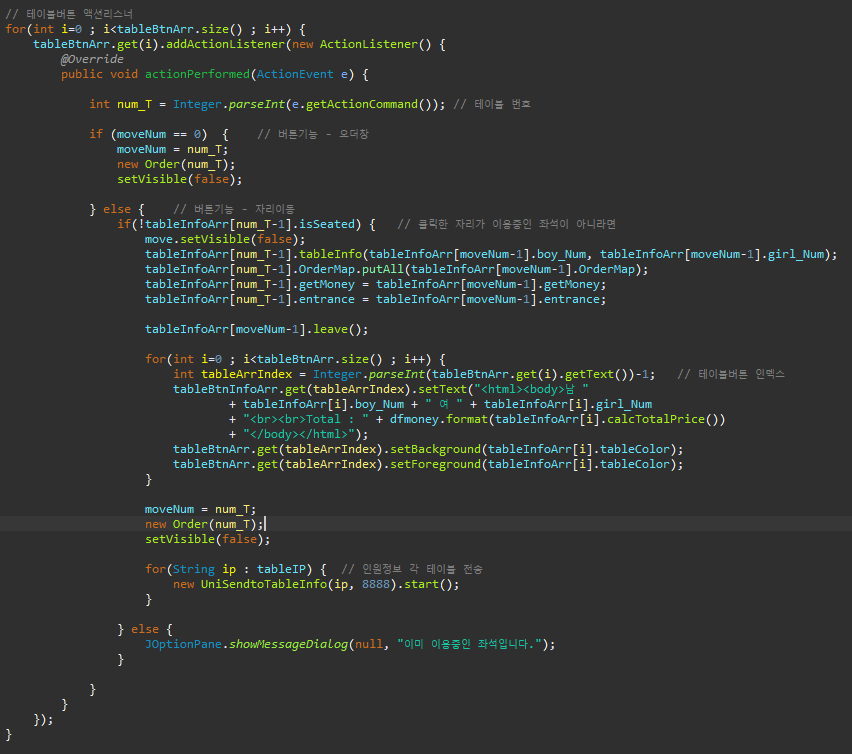 // 테이블버튼 액션리스너
for(int i=0 ; i<tableBtnArr.size() ; i++) {
    tableBtnArr.get(i).addActionListener(new ActionListener() {
        @Override
        public void actionPerformed(ActionEvent e) {
            int num_T = Integer.parseInt(e.getActionCommand()); // 테이블 번호
            if (moveNum == 0)  {    // 버튼기능 - 오더창
                moveNum = num_T;
                new Order(num_T);
                setVisible(false);
            } else {    // 버튼기능 - 자리이동
                if(!tableInfoArr[num_T-1].isSeated) {   // 클릭한 자리가 이용중인 좌석이 아니라면
                    move.setVisible(false);
                    tableInfoArr[num_T-1].tableInfo(tableInfoArr[moveNum-1].boy_Num, tableInfoArr[moveNum-1].girl_Num);
                    tableInfoArr[num_T-1].OrderMap.putAll(tableInfoArr[moveNum-1].OrderMap);
                    tableInfoArr[num_T-1].getMoney = tableInfoArr[moveNum-1].getMoney;
                    tableInfoArr[num_T-1].entrance = tableInfoArr[moveNum-1].entrance;
                    tableInfoArr[moveNum-1].leave();
                    for(int i=0 ; i<tableBtnArr.size() ; i++) {
                        int tableArrIndex = Integer.parseInt(tableBtnArr.get(i).getText())-1;   // 테이블버튼 인덱스
                        tableBtnInfoArr.get(tableArrIndex).setText("<html><body>남 "
                                + tableInfoArr[i].boy_Num + " 여 " + tableInfoArr[i].girl_Num
                                + "<br><br>Total : " + dfmoney.format(tableInfoArr[i].calcTotalPrice())
                                + "</body></html>");
                        tableBtnArr.get(tableArrIndex).setBackground(tableInfoArr[i].tableColor);
                        tableBtnArr.get(tableArrIndex).setForeground(tableInfoArr[i].tableColor);
                    }
                    moveNum = num_T;
                    new Order(num_T);
                    setVisible(false);
                    for(String ip : tableIP) {  // 인원정보 각 테이블 전송
                        new UniSendtoTableInfo(ip, 8888).start();
                    }
                } else {
                    JOptionPane.showMessageDialog(null, "이미 이용중인 좌석입니다.");
                }
            }
        }
    });
}